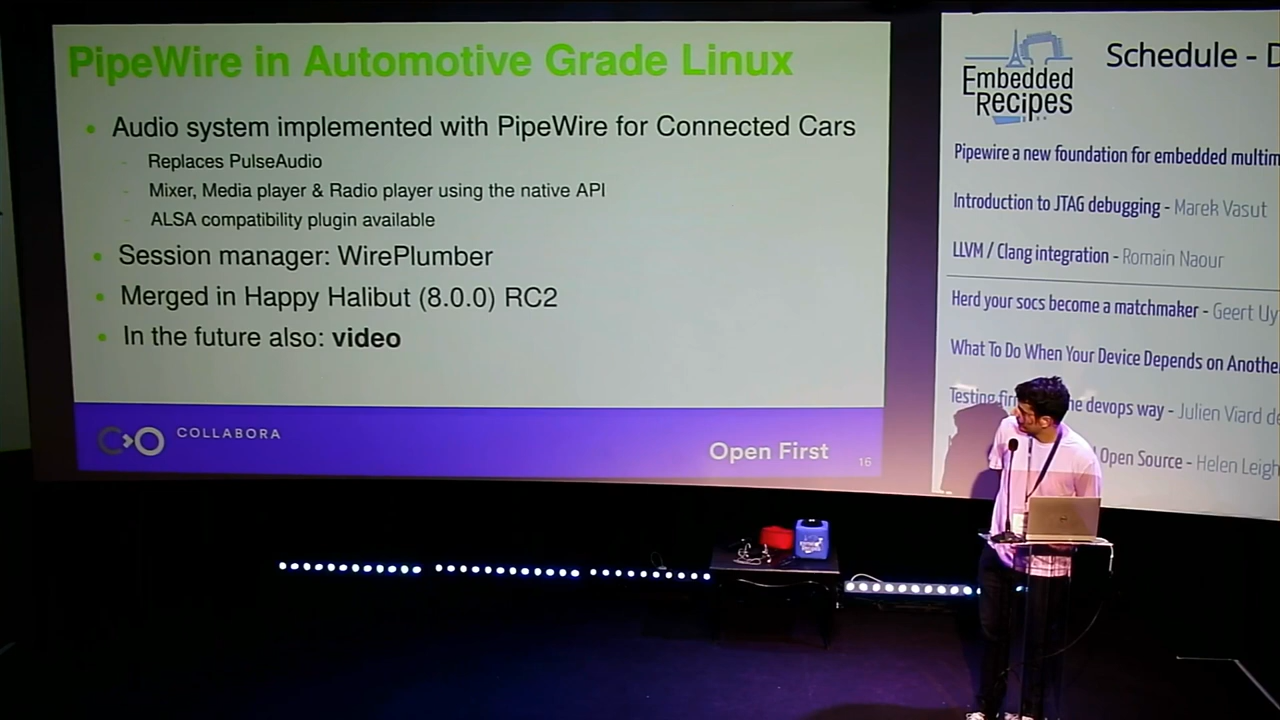 PipeWire in Automotive Grade Linux
Audio system implemented with PipeWire for Connected Cars
Replaces PulseAudio
Mixer, Media player & Radio player using the native API
ALSA compatibility plugin available
Session manager: WirePlumber
Merged in Happy Halibut (8.0.0) RC2
In the future also: video
COLLABORA
Open First
16
Embedded
Recipes
Schedule - D
Pipewire a new foundation for embedded multim
Introduction to JTAG debugging - Marek Vasut
LLVM / Clang integration - Romain Naour
Herd your socs become a matchmaker - Geert Uy
What To Do When Your Device Depends on Anothe
Testing fir he devops way - Julien Viard de
Open Source - Helen Leigh